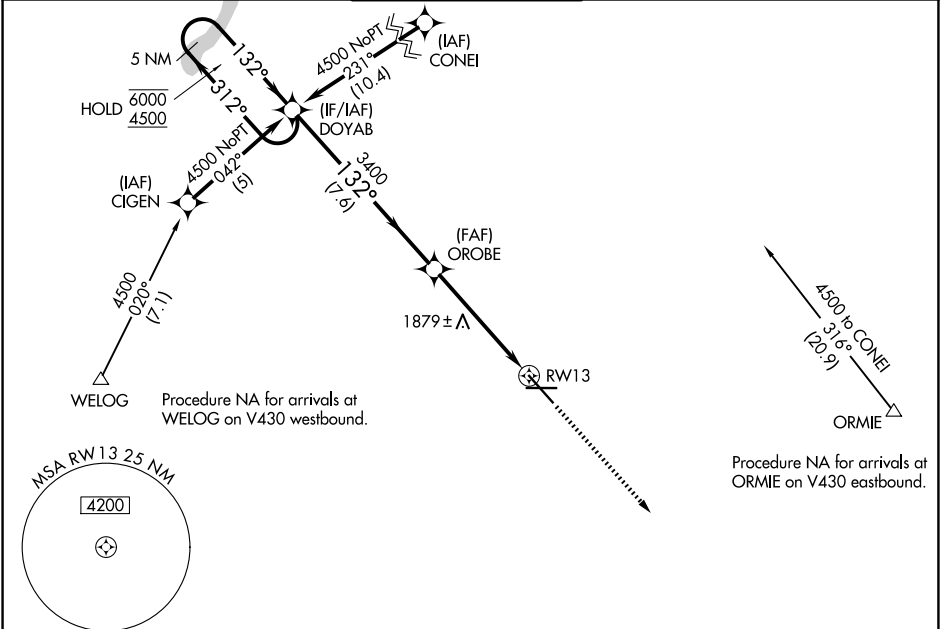 5 NM
HOLD 6000
4500
132°
312°
4500 NoPT
231°
(10.4)
(IAF)
CONEI
(IF/IAF)
DOYAB
4500 NoPT
042°
(5)
(IAF)
CIGEN
3400
132°
(7.6)
(FAF)
OROBE
4500
020°
(7.1)
1879±
RW13
WELOG
Procedure NA for arrivals at
WELOG on V430 westbound.
4500 to CONEI
316°
(20.9)
ORMIE
Procedure NA for arrivals at
ORMIE on V430 eastbound.
MSA RW13 25 NM
4200